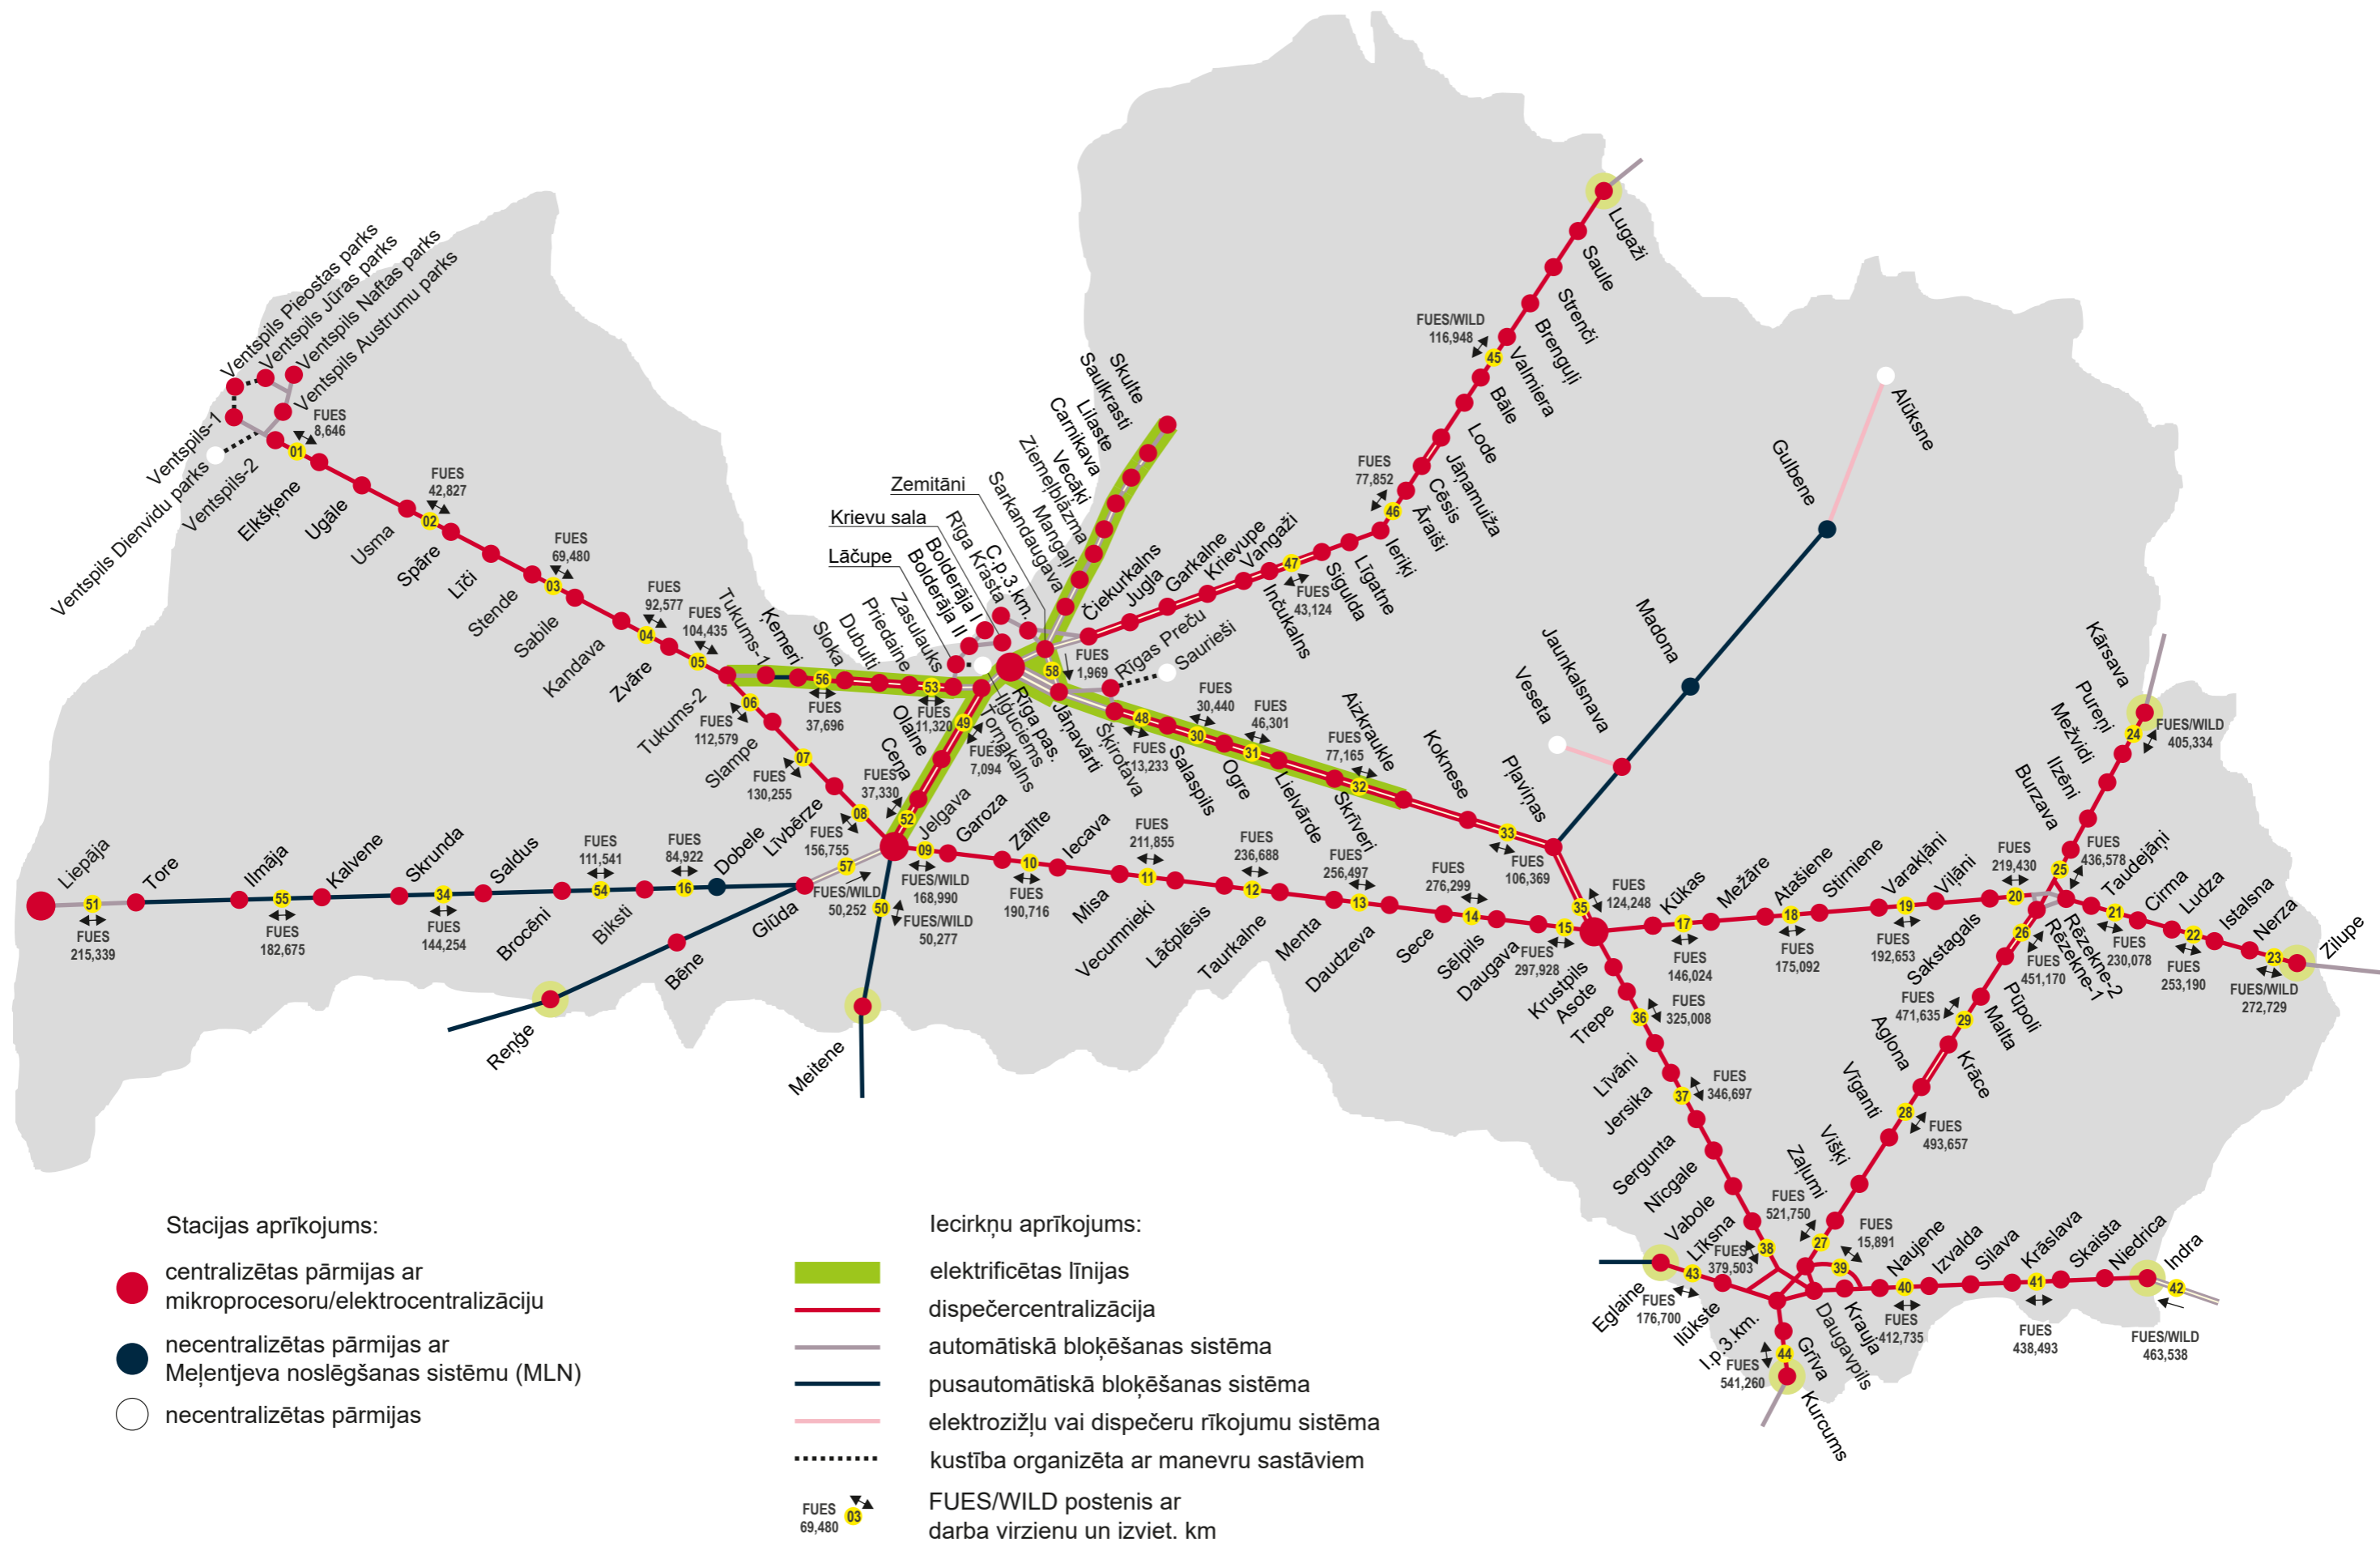 Ventspils Pieostas parks
Ventspils Jūras parks
Ventspils Naftas parks
Ventspils Austrumu parks
Ventspils-1
Ventspils Dienvidu parks
Ventspils-2
FUES
8,646
01
Elkšķene
Ugāle
Usma
FUES
42,827
02
Spāre
Līči
Stende
FUES
69,480
03
Sabile
Kandava
FUES
92,577
04
Zvāre
FUES
104,435
05
Tukums-2
Tukums-1
Ķemeri
56
FUES
37,696
Sloka
Dubulti
Priedaine
53
FUES
11,320
Zasulauks
Lāčupe
Krievu sala
Zemitāni
Bolderāja II
Bolderāja I
Rīga Krasta
C.p.3.km.
Iļģuciems
Rīga pas.
Torņakalns
Sarkandaugava
Mangaļi
Ziemeļblāzma
Vecāķi
Carnikava
Lilaste
Saulkrasti
Skulte
Čiekurkalns
Jugla
Garkalne
Krievupe
Vangaži
Inčukalns
47
FUES
43,124
Sigulda
Līgatne
Ieriķi
FUES
77,852
46
Āraiši
Cēsis
Jāņamuiža
Lode
Bāle
FUES/WILD
116,948
45
Valmiera
Brenguļi
Strenči
Saule
Lugaži
58
FUES
1,969
Rīgas Preču
Saurieši
Jāņavārti
Šķirotava
48
FUES
13,233
Salaspils
FUES
30,440
30
Ogre
FUES
46,301
31
Lielvārde
Skrīveri
FUES
77,165
32
Aizkraukle
Koknese
33
FUES
106,369
Pļaviņas
Veseta
Jaunkalsnava
Madona
Gulbene
Alūksne
35
FUES
124,248
49
FUES
7,094
Olaine
Cena
FUES
37,330
52
Jelgava
06
FUES
112,579
Slampe
07
FUES
130,255
Līvbērze
08
FUES
156,755
57
FUES/WILD
50,252
50
FUES/WILD
50,277
09
FUES/WILD
168,990
Garoza
Zālīte
10
FUES
190,716
Iecava
Misa
FUES
211,855
11
Vecumnieki
Lāčplēsis
FUES
236,688
12
Taurkalne
Menta
FUES
256,497
13
Daudzeva
Sece
FUES
276,299
14
Sēlpils
Daugava
15
FUES
297,928
Krustpils
Liepāja
51
FUES
215,339
Tore
Ilmāja
55
FUES
182,675
Kalvene
Skrunda
34
FUES
144,254
Saldus
Brocēni
FUES
111,541
54
Biksti
FUES
84,922
16
Dobele
Glūda
Bēne
Reņģe
Meitene
Kūkas
17
FUES
146,024
Mežāre
Atašiene
18
FUES
175,092
Stirniene
Varakļāni
19
FUES
192,653
Viļāni
Sakstagals
FUES
219,430
20
Rēzekne-1
Rēzekne-2
Taudejāņi
21
FUES
230,078
Cirma
Ludza
22
FUES
253,190
Istalsna
Nerza
23
FUES/WILD
272,729
Zilupe
Kārsava
24
FUES/WILD
405,334
Pureņi
Mežvidi
Ilzēni
Burzava
25
FUES
436,578
26
FUES
451,170
Pūpoli
Malta
FUES
471,635
29
Krāce
Aglona
28
FUES
493,657
Vīganti
Višķi
Zaļumi
FUES
521,750
27
Asote
Trepe
36
FUES
325,008
Līvāni
Jersika
37
FUES
346,697
Sergunta
Nīcgale
Vabole
Līksna
38
FUES
379,503
39
FUES
15,891
Eglaine
43
FUES
176,700
Ilūkste
I.p.3.km.
Grīva
44
FUES
541,260
Kurcums
Daugavpils
Krauja
Naujene
40
FUES
412,735
Izvalda
Silava
Krāslava
41
FUES
438,493
Skaista
Niedrica
Indra
42
FUES/WILD
463,538
Stacijas aprīkojums:
centralizētas pārmijas ar
mikroprocesoru/elektrocentralizāciju
necentralizētas pārmijas ar
Meļentjeva noslēgšanas sistēmu (MLN)
necentralizētas pārmijas
Iecirkņu aprīkojums:
elektrificētas līnijas
dispečercentralizācija
automātiskā bloķēšanas sistēma
pusautomātiskā bloķēšanas sistēma
elektrozižļu vai dispečeru rīkojumu sistēma
kustība organizēta ar manevru sastāviem
FUES
69,480
03
FUES/WILD postenis ar
darba virzienu un izviet. km